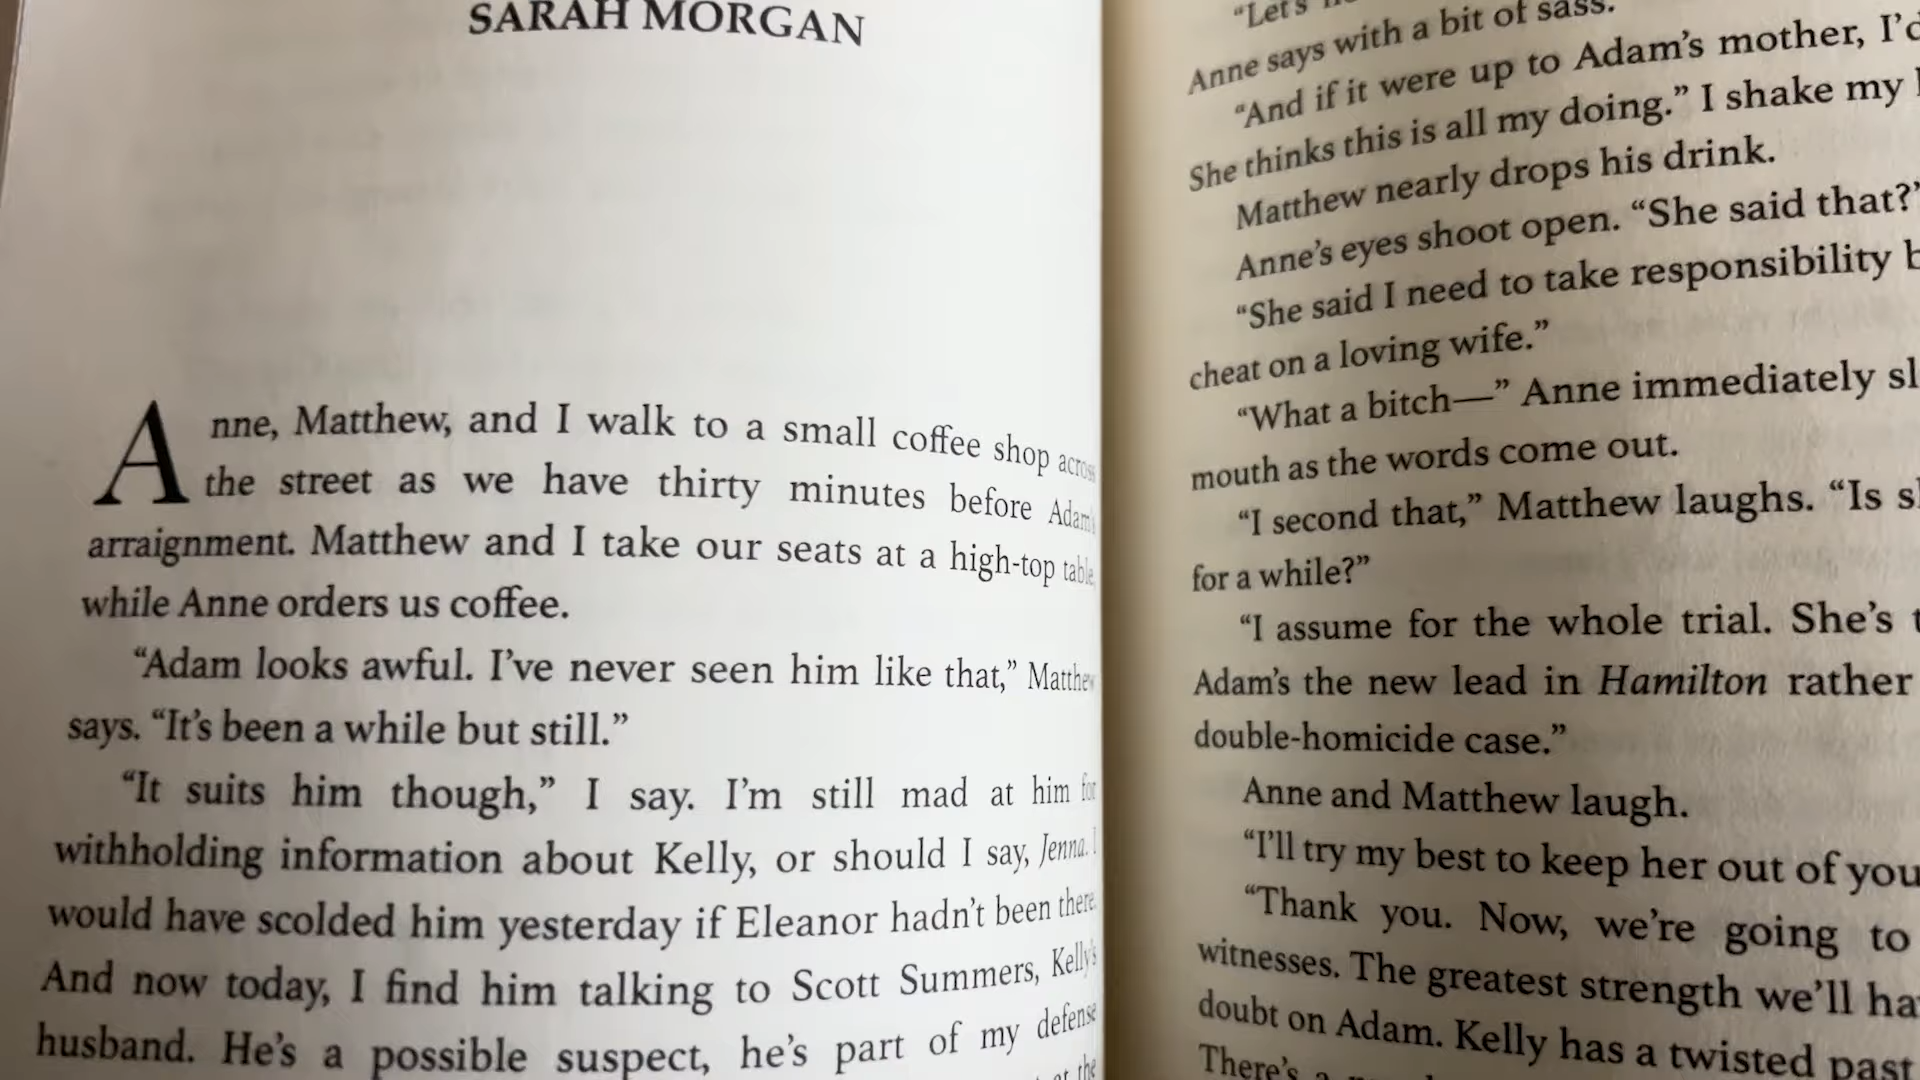 SARAH MORGAN
Anne, Matthew, and I walk to a small coffee shop across
the street as we have thirty minutes before Adam's
arraignment. Matthew and I take our seats at a high-top table
while Anne orders us coffee.
“Adam looks awful. I’ve never seen him like that,” Matthew
says. “It’s been a while but still.”
“It suits him though,” I say. I’m still mad at him for
withholding information about Kelly, or should I say, Jenna. I
would have scolded him yesterday if Eleanor hadn’t been there.
And now today, I find him talking to Scott Summers, Kelly’s
husband. He’s a possible suspect, he’s part of my defense
the
“Let’s
Anne says with a bit of sass.
“And if it were up to Adam’s mother, I’d
She thinks this is all my doing.” I shake my
Matthew nearly drops his drink.
Anne’s eyes shoot open. “She said that?”
“She said I need to take responsibility
cheat on a loving wife.”
“What a bitch—” Anne immediately
mouth as the words come out.
“I second that,” Matthew laughs. “Is
for a while?”
“I assume for the whole trial. She’s
Adam’s the new lead in Hamilton rather
double-homicide case.”
Anne and Matthew laugh.
“I’ll try my best to keep her out of
“Thank you. Now, we’re going to
witnesses. The greatest strength we’ll
doubt on Adam. Kelly has a twisted past
There’s a